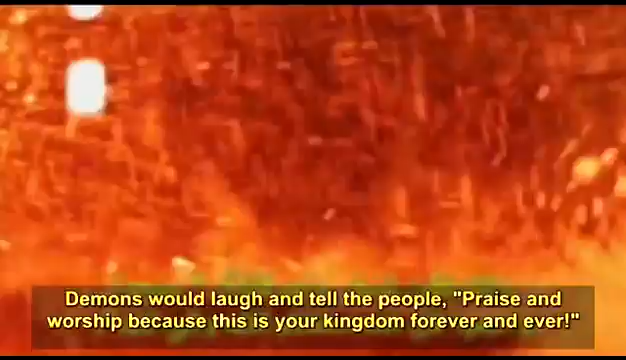 Demons would laugh and tell the people, "Praise and
worship because this is your kingdom forever and ever!"